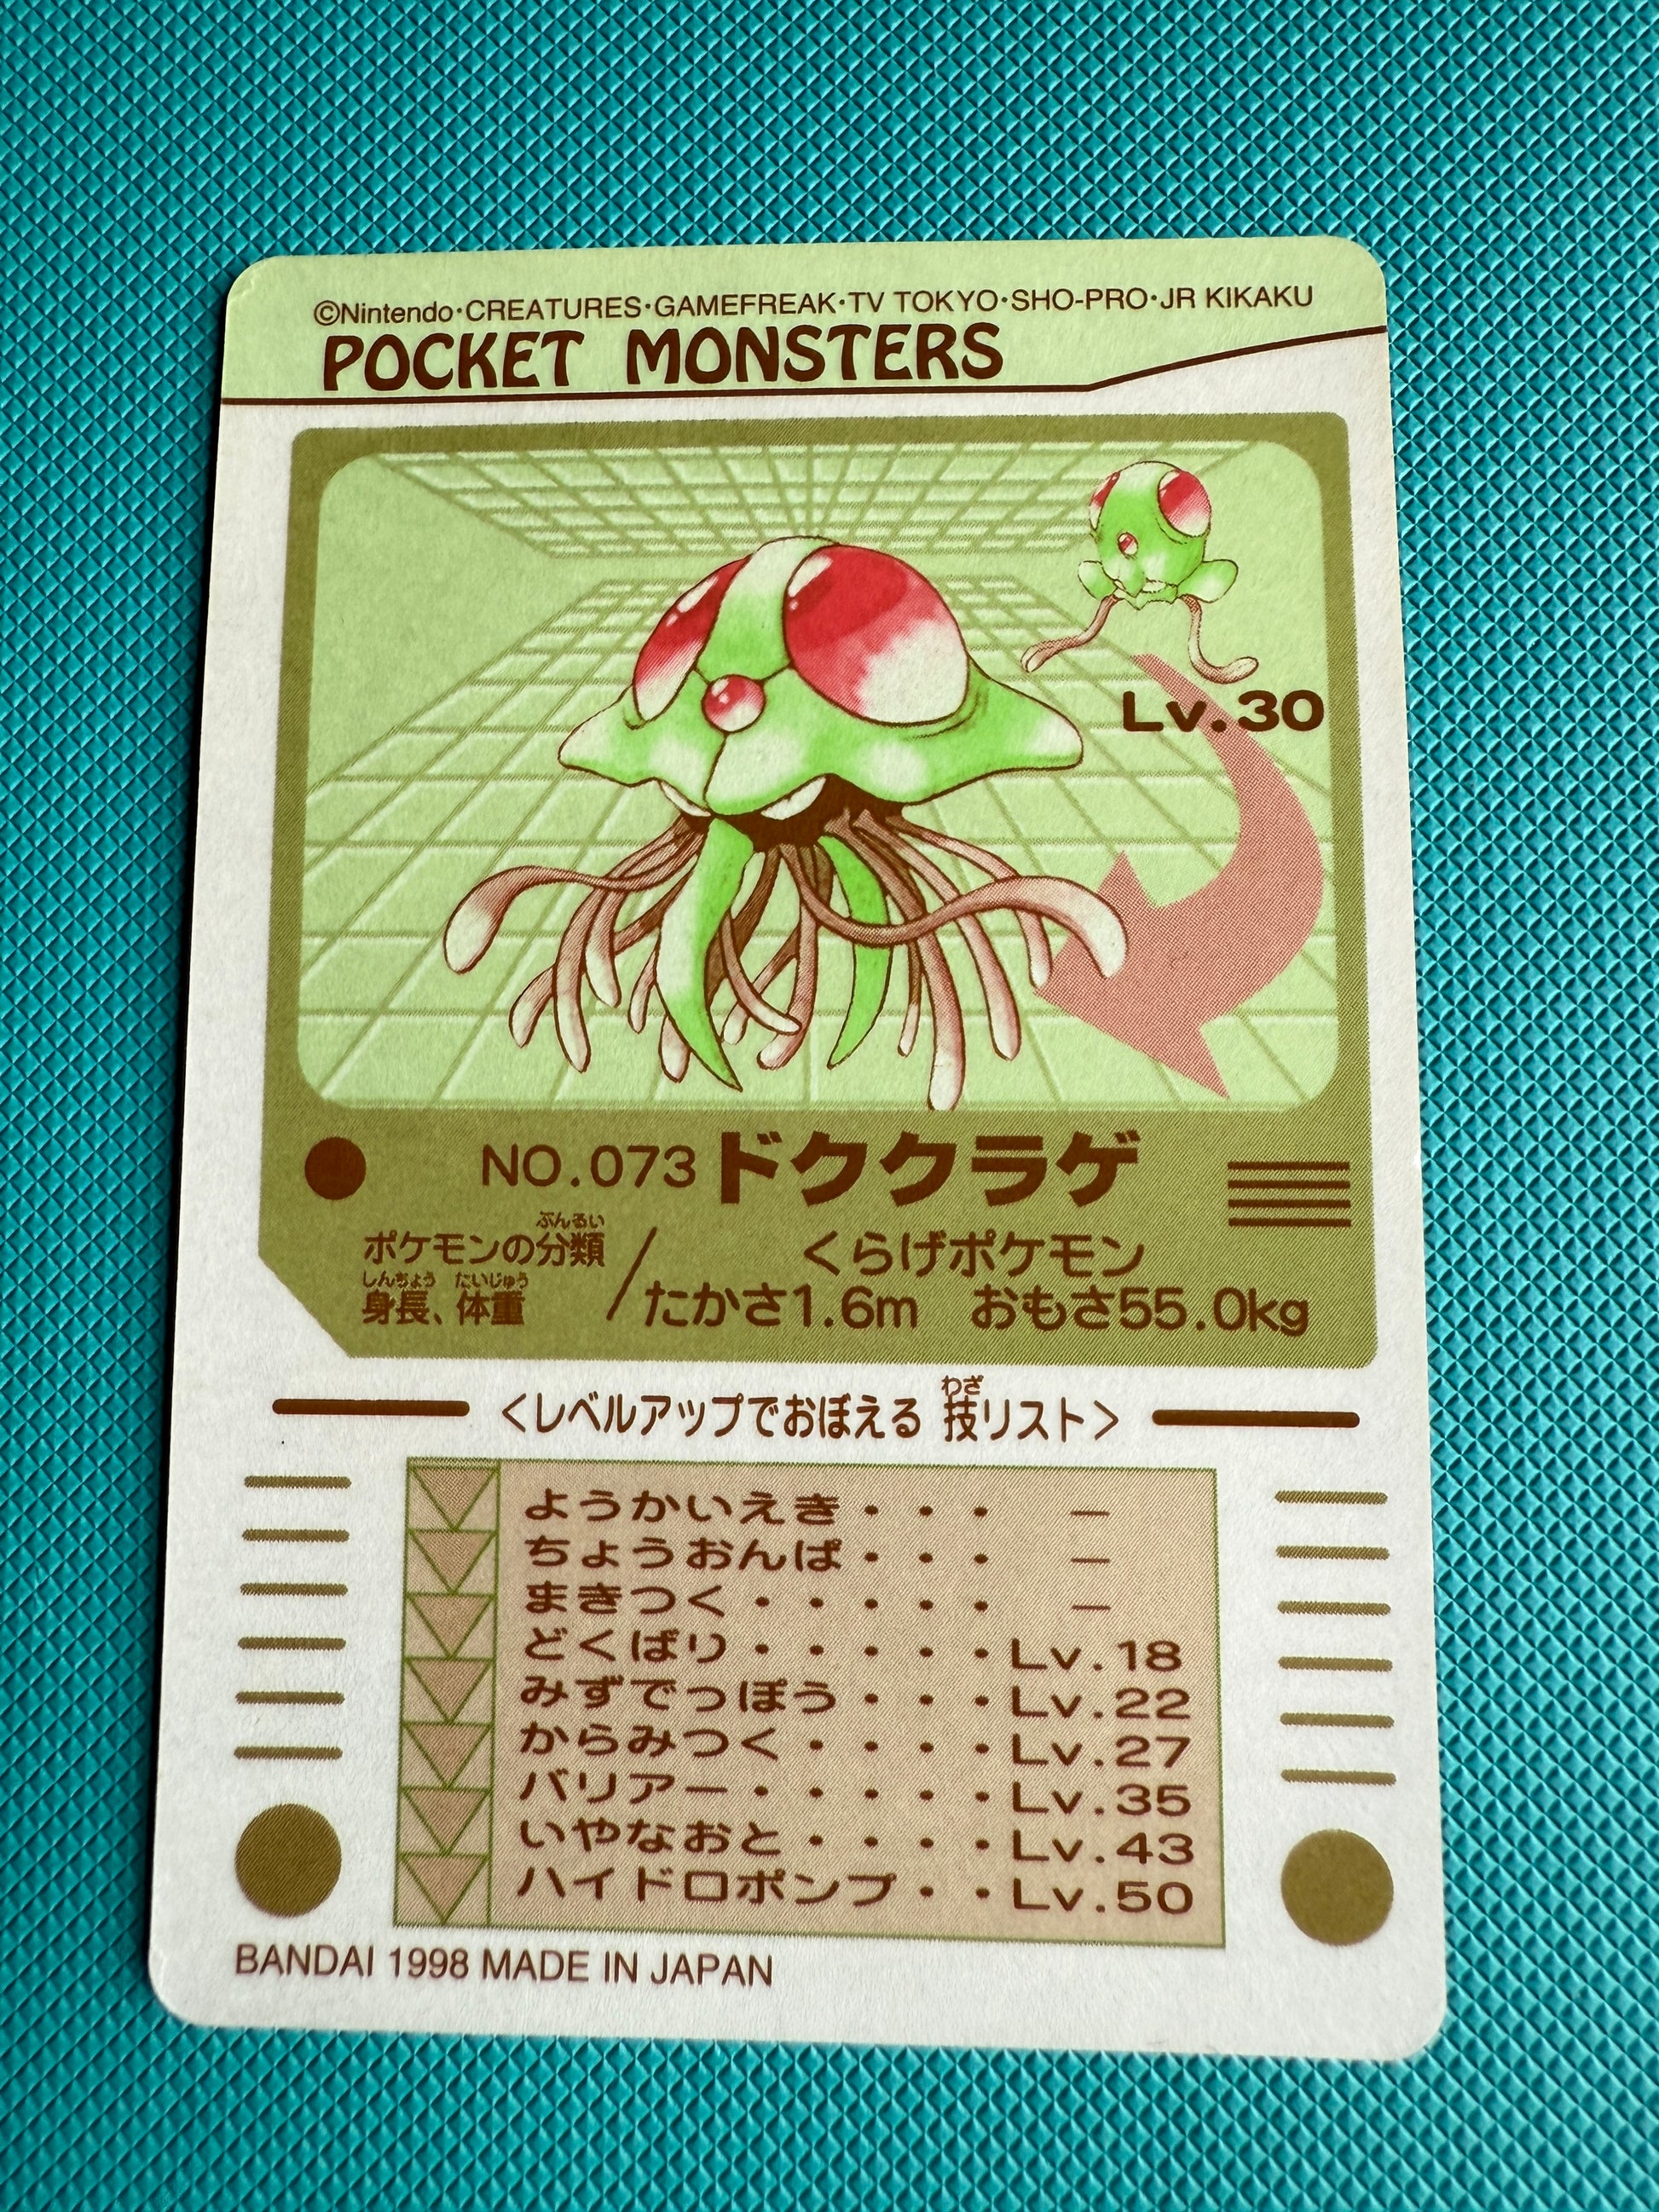 ©Nintendo・CREATURES・GAMEFREAK・TV TOKYO・SHO-PRO・JR KIKAKU
POCKET MONSTERS
Lv.30
NO.073 ドククラゲ
ぶんるい
ポケモンの分類／くらげポケモン
しんちょう たいじゅう
身長、体重／たかさ1.6m おもさ55.0kg
わざ
<レベルアップでおぼえる 技リスト>
ようかいえき・・・ －
ちょうおんぱ・・・ －
まきつく・・・・・ －
どくばり・・・・・Lv.18
みずでっぽう・・・Lv.22
からみつく・・・・Lv.27
バリアー・・・・・Lv.35
いやなおと・・・・Lv.43
ハイドロポンプ・・Lv.50
BANDAI 1998 MADE IN JAPAN